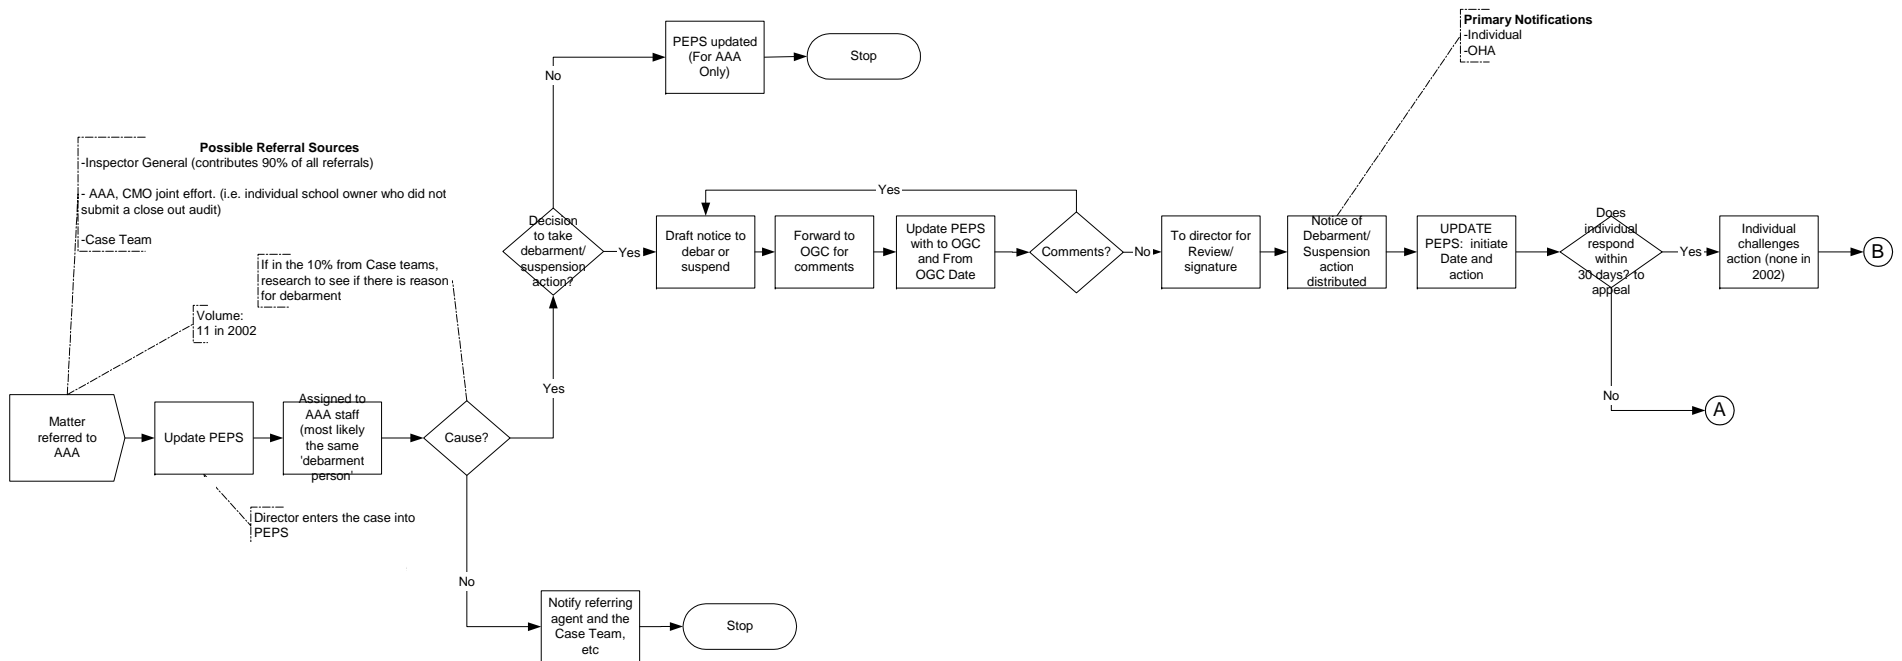 Primary Notifications
-Individual
-OHA
PEPS updated
(For AAA
Only)
Stop
No
Possible Referral Sources
-Inspector General (contributes 90% of all referrals)
- AAA, CMO joint effort. (i.e. individual school owner who did not
submit a close out audit)
-Case Team
If in the 10% from Case teams,
research to see if there is reason
for debarment
Volume:
11 in 2002
Decision
to take
debarment/
suspension
action?
Yes
Draft notice to
debar or
suspend
Forward to
OGC for
comments
Update PEPS
with to OGC
and From
OGC Date
Yes
Comments?
No
To director for
Review/
signature
Notice of
Debarment/
Suspension
action
distributed
UPDATE
PEPS: initiate
Date and
action
Does
individual
respond
within
30 days? to
appeal
Yes
Individual
challenges
action (none in
2002)
B
No
A
Matter
referred to
AAA
Update PEPS
Assigned to
AAA staff
(most likely
the same
'debarment
person'
Cause?
Yes
Director enters the case into
PEPS
No
Notify referring
agent and the
Case Team,
etc
Stop